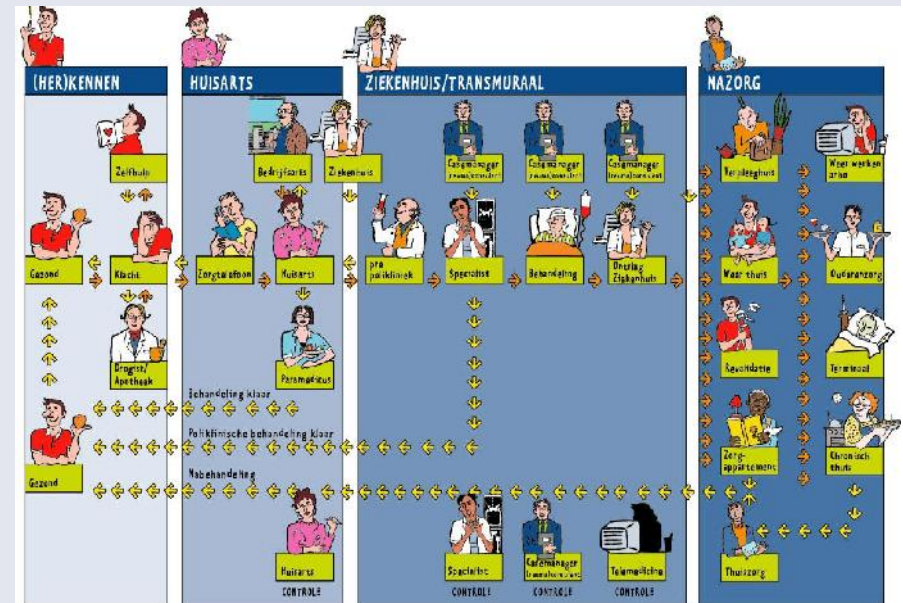 (HER)KENNEN
HUISARTS
ZIEKENHUIS/TRANSMURAAL
NAZORG
Zelfhulp
Bedrijfsarts
Ziekenhuis
Casemanager
Casemanager
Casemanager
Verpleeghuis
Weer werken
arbo
Gezond
Klacht
Zorgtelefoon
Huisarts
pre
polikliniek
Specialist
Behandeling
Ontslag
Ziekenhuis
Weer thuis
Ouderenzorg
Drogist/
Apotheek
Paramedicus
Revalidatie
Terminaal
Behandeling klaar
Poliklinische behandeling klaar
Gezond
Nabehandeling
Zorg-
appartement
Chronisch
thuis
Huisarts
CONTROLE
Specialist
CONTROLE
Casemanager
CONTROLE
Telemedicine
CONTROLE
Thuiszorg